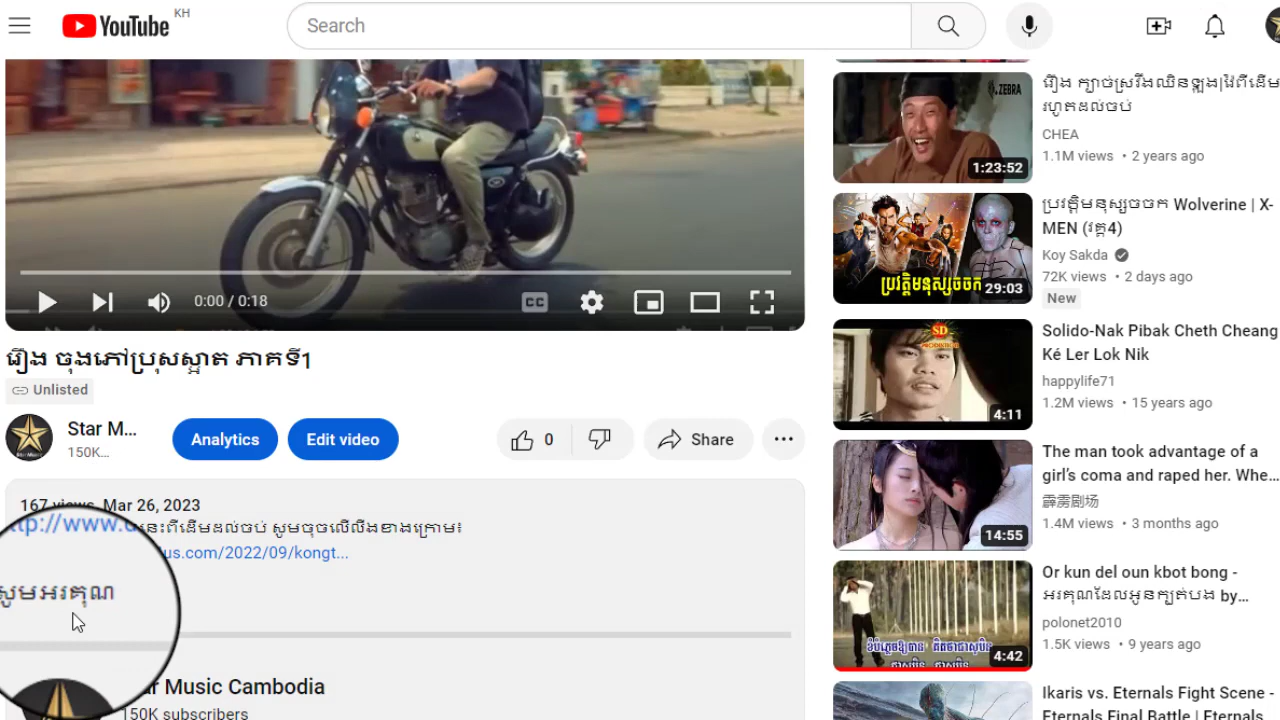 YouTube KH
Search
រឿង ចុងភៅប្រុសស្អាត ភាគទី1
Unlisted
Star M...
150K...
Analytics
Edit video
0
Share
0:00 / 0:18
CC
167 views Mar 26, 2023
នេះពីដើមដល់ចប់ សូមចុចលើលីងខាងក្រោម៖
ttp://www.
us.com/2022/09/kongt...
សូមអរគុណ
Music Cambodia
150K subscribers
រឿង ក្បាច់ស្រវឹងឈិនឡុង|វៃពីដើម
រហូតដល់ចប់
CHEA
1.1M views • 2 years ago
ZEBRA
1:23:52
ប្រវត្តិមនុស្សចចក Wolverine | X-
MEN (វគ្គ4)
Koy Sakda
72K views • 2 days ago
New
ប្រវត្តិមនុស្សចចក
29:03
Solido-Nak Pibak Cheth Cheang
Ké Ler Lok Nik
happylife71
1.2M views • 15 years ago
SD
PRODUCTION
4:11
The man took advantage of a
girl's coma and raped her. Whe...
霹雳剧场
1.4M views • 3 months ago
14:55
Or kun del oun kbot bong -
អរគុណដែលអូនក្បត់បង by...
polonet2010
1.5K views • 9 years ago
4:42
Ikaris vs. Eternals Fight Scene -
Eternals Final Battle | Eternals